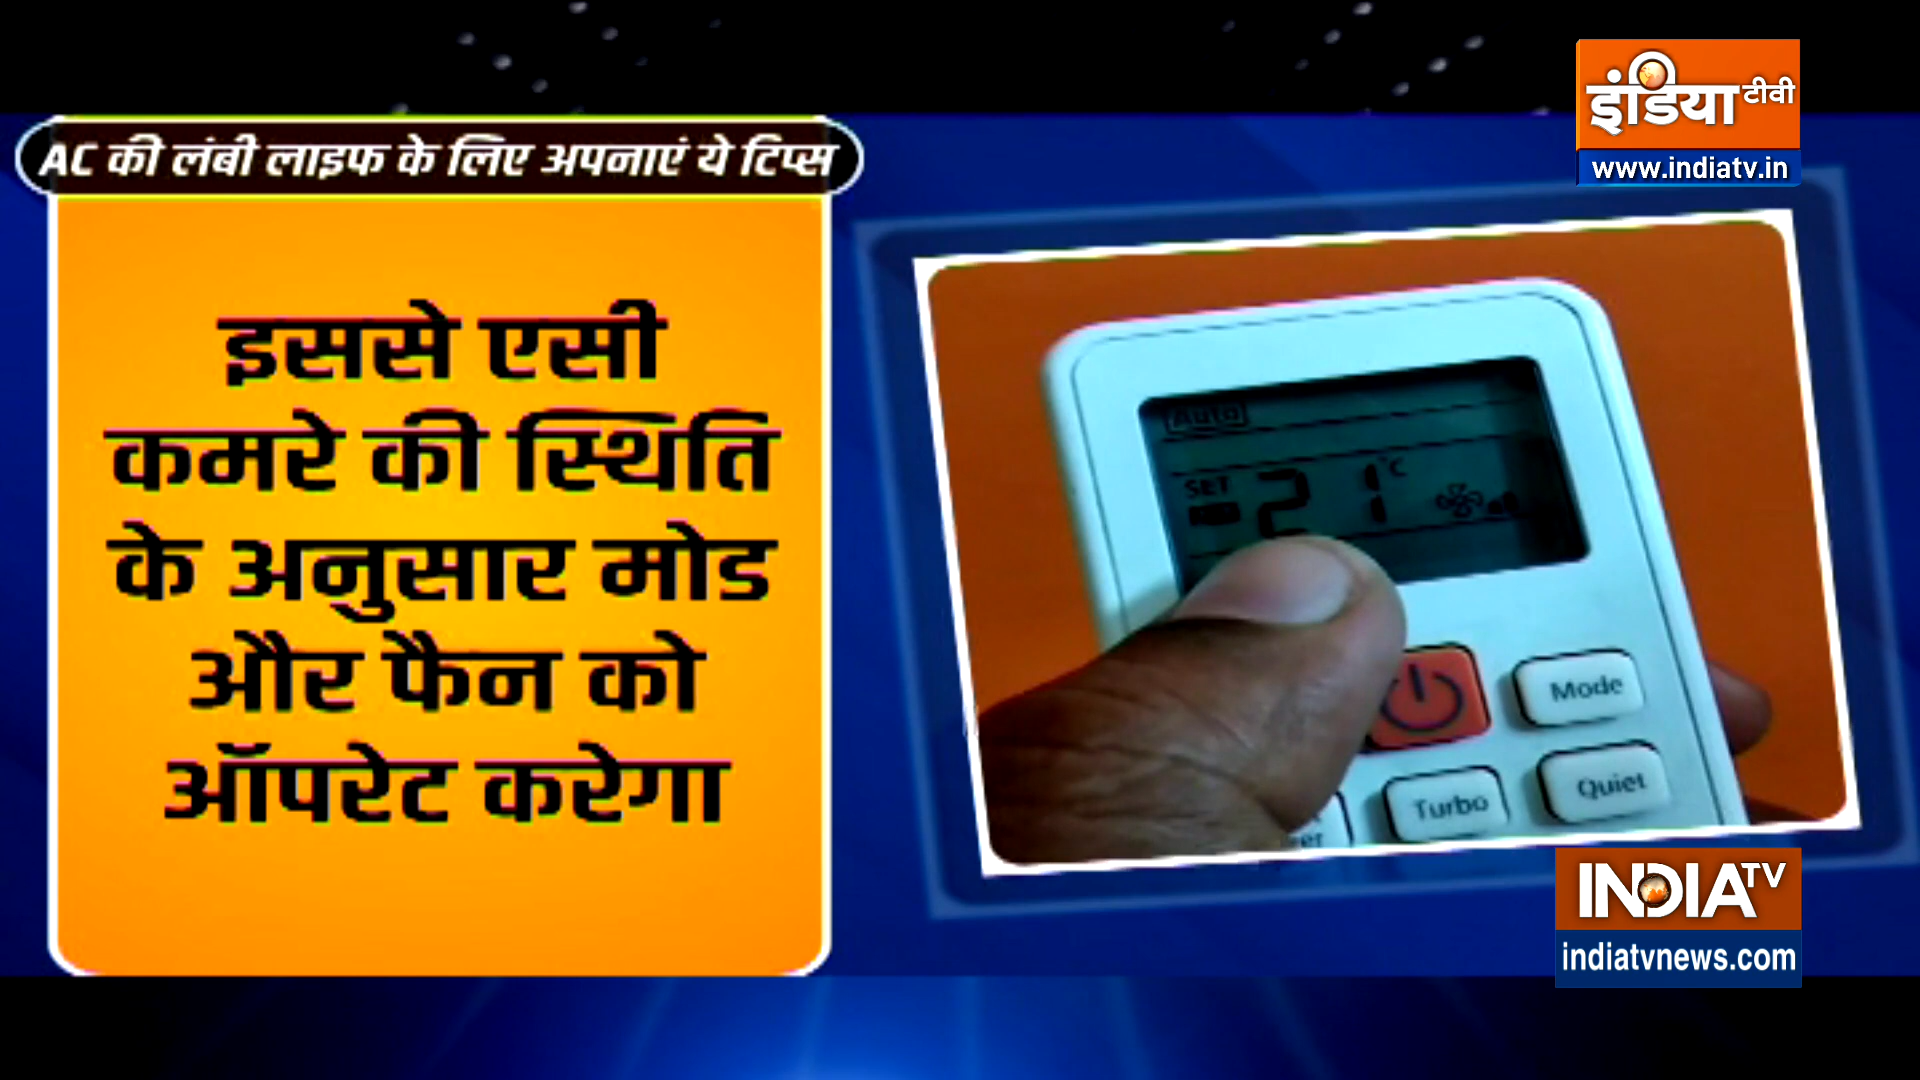 इंडिया टीवी
www.indiatv.in
AC की लंबी लाइफ के लिए अपनाएं ये टिप्स
इससे एसी
कमरे की स्थिति
के अनुसार मोड
और फैन को
ऑपरेट करेगा
Auto
SET 21°C
Mode
Turbo
Quiet
INDIA TV
indiatvnews.com